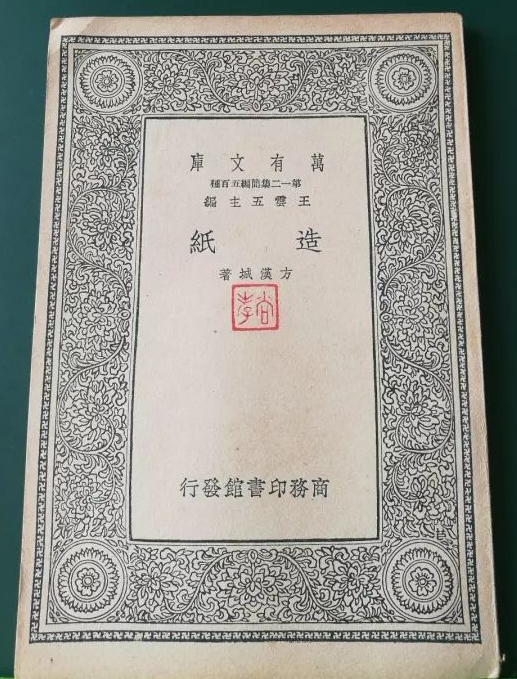 萬有文庫
第一二集簡編五百種
王雲五主編
造紙
方漢城著
商務印書館發行